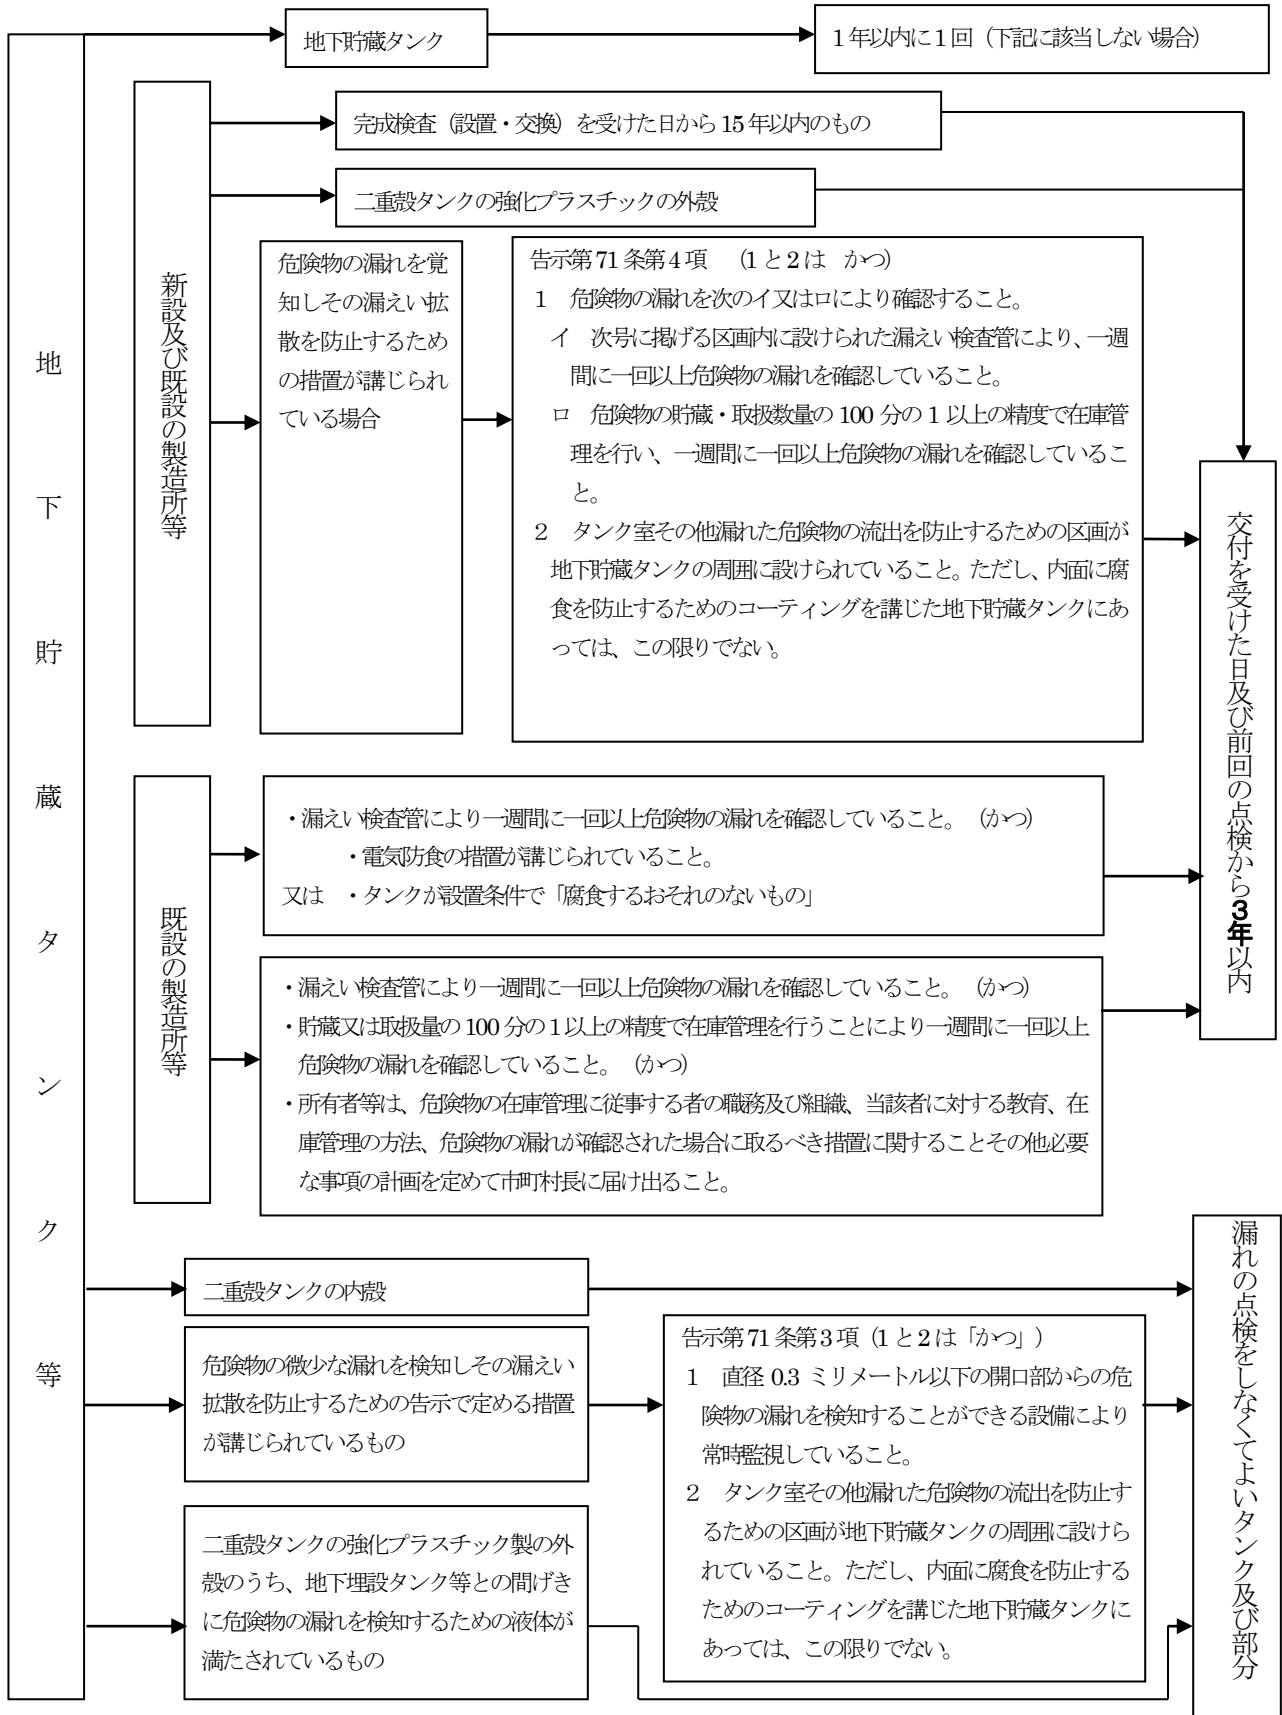 地下貯蔵タンク等
地下貯蔵タンク
1年以内に1回（下記に該当しない場合）
新設及び既設の製造所等
完成検査（設置・交換）を受けた日から15年以内のもの
二重殻タンクの強化プラスチックの外殻
危険物の漏れを覚
知しその漏えい拡
散を防止するため
の措置が講じられ
ている場合
告示第71条第4項　（1と2は　かつ）
1　危険物の漏れを次のイ又はロにより確認すること。
イ　次号に掲げる区画内に設けられた漏えい検査管により、一週
間に一回以上危険物の漏れを確認していること。
ロ　危険物の貯蔵・取扱数量の100分の1以上の精度で在庫管
理を行い、一週間に一回以上危険物の漏れを確認しているこ
と。
2　タンク室その他漏れた危険物の流出を防止するための区画が
地下貯蔵タンクの周囲に設けられていること。ただし、内面に腐
食を防止するためのコーティングを講じた地下貯蔵タンクにあ
っては、この限りでない。
交付を受けた日及び前回の点検から3年以内
既設の製造所等
・漏えい検査管により一週間に一回以上危険物の漏れを確認していること。（かつ）
・電気防食の措置が講じられていること。
又は　・タンクが設置条件で「腐食するおそれのないもの」
・漏えい検査管により一週間に一回以上危険物の漏れを確認していること。（かつ）
・貯蔵又は取扱量の100分の1以上の精度で在庫管理を行うことにより一週間に一回以上
危険物の漏れを確認していること。（かつ）
・所有者等は、危険物の在庫管理に従事する者の職務及び組織、当該者に対する教育、在
庫管理の方法、危険物の漏れが確認された場合に取るべき措置に関することその他必要
な事項の計画を定めて市町村長に届け出ること。
二重殻タンクの内殻
危険物の微少な漏れを検知しその漏えい
拡散を防止するための告示で定める措置
が講じられているもの
告示第71条第3項（1と2は「かつ」）
1　直径0.3ミリメートル以下の開口部からの危
険物の漏れを検知することができる設備により
常時監視していること。
2　タンク室その他漏れた危険物の流出を防止す
るための区画が地下貯蔵タンクの周囲に設けら
れていること。ただし、内面に腐食を防止する
ためのコーティングを講じた地下貯蔵タンクに
あっては、この限りでない。
二重殻タンクの強化プラスチック製の外
殻のうち、地下埋設タンク等との間げき
に危険物の漏れを検知するための液体が
満たされているもの
漏れの点検をしなくてよいタンク及び部分